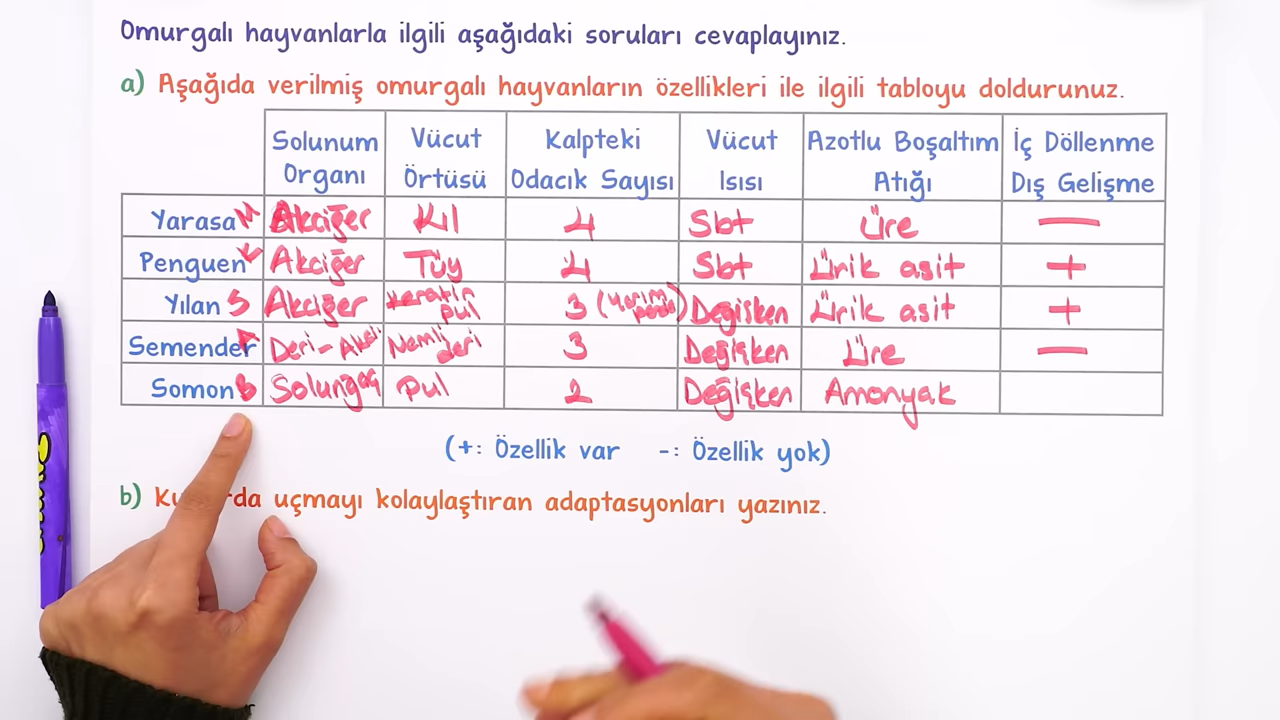 Omurgalı hayvanlarla ilgili aşağıdaki soruları cevaplayınız.
a) Aşağıda verilmiş omurgalı hayvanların özellikleri ile ilgili tabloyu doldurunuz.
Solunum Organı Vücut Örtüsü Kalpteki Odacık Sayısı Vücut Isısı Azotlu Boşaltım Atığı İç Döllenme Dış Gelişme
Yarasa M Akciğer Kıl 4 Sbt Üre —
Penguen K Akciğer Tüy 4 Sbt Ürik asit +
Yılan S Akciğer Keratin pul 3 (Yarım perde) Değişken Ürik asit +
Semender A Deri-Akci Nemli deri 3 Değişken Üre —
Somon B Solungaç Pul 2 Değişken Amonyak
(+: Özellik var -: Özellik yok)
b) uçmayı kolaylaştıran adaptasyonları yazınız.